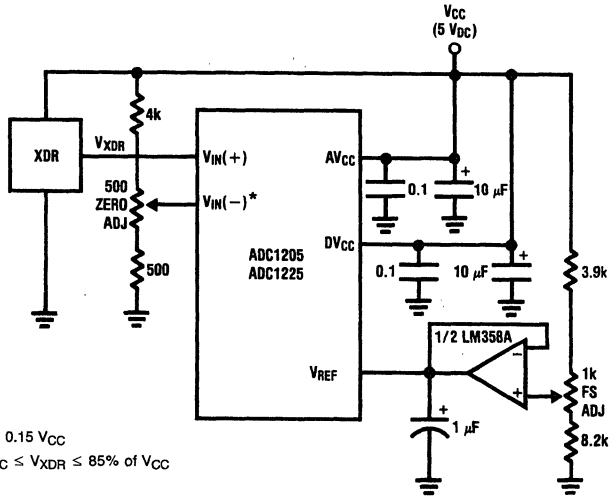 VCC
(5 VDC)
4k
XDR
VXDR
VIN(+)
AVCC
500
ZERO
ADJ
VIN(−)*
0.1
+
10 µF
DVCC
ADC1205
ADC1225
500
0.1
+
10 µF
3.9k
1/2 LM358A
−
VREF
+
1k
FS
ADJ
+
1 µF
8.2k
0.15 VCC
C ≤ VXDR ≤ 85% of VCC